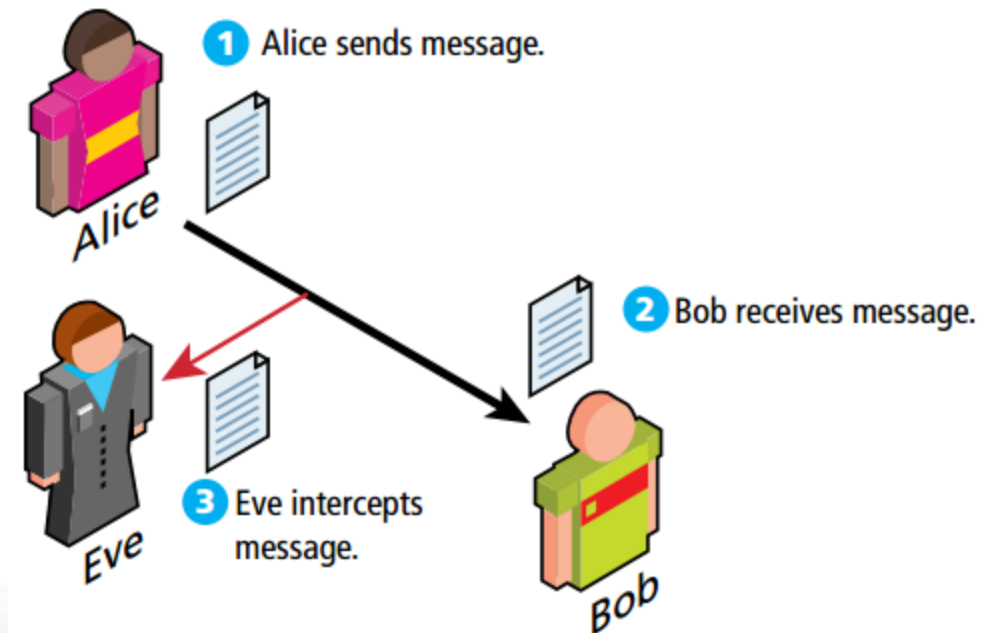 1 Alice sends message.
Alice
2 Bob receives message.
3 Eve intercepts
message.
Eve
Bob